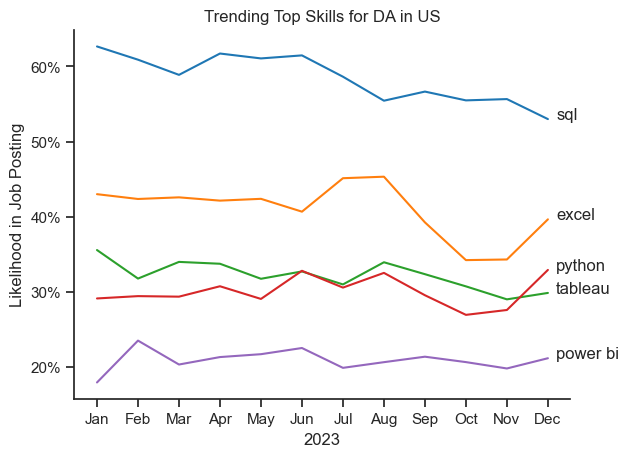 Trending Top Skills for DA in US
Likelihood in Job Posting
60%
50%
40%
30%
20%
sql
excel
python
tableau
power bi
Jan Feb Mar Apr May Jun Jul Aug Sep Oct Nov Dec
2023